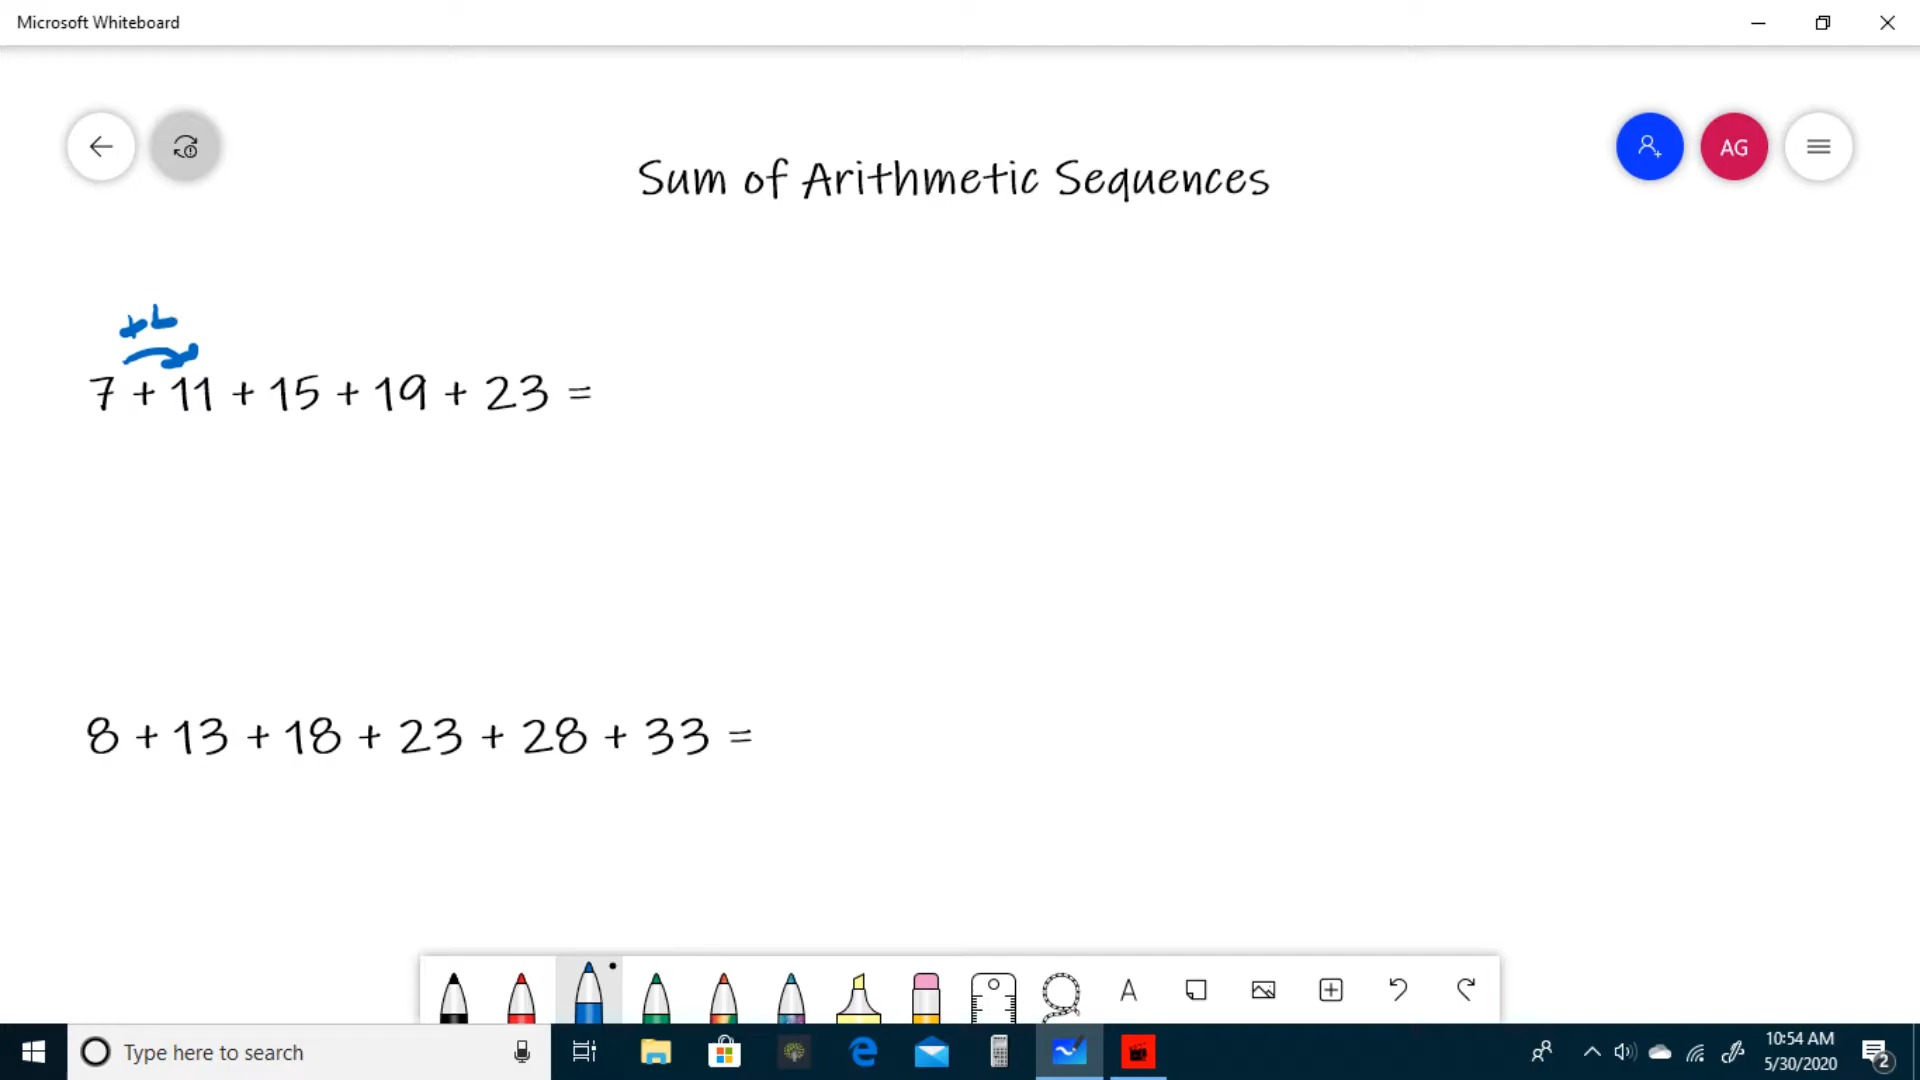 Microsoft Whiteboard
AG
Sum of Arithmetic Sequences
7 + 11 + 15 + 19 + 23 =
8 + 13 + 18 + 23 + 28 + 33 =
A
Type here to search
10:54 AM
5/30/2020
2